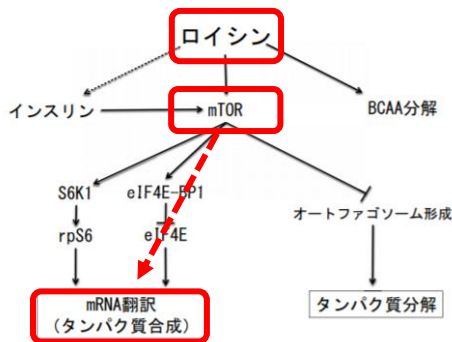 ロイシン
インスリン
mTOR
BCAA分解
S6K1
eIF4E-BP1
オートファゴソーム形成
rpS6
eIF4E
mRNA翻訳
(タンパク質合成)
タンパク質分解